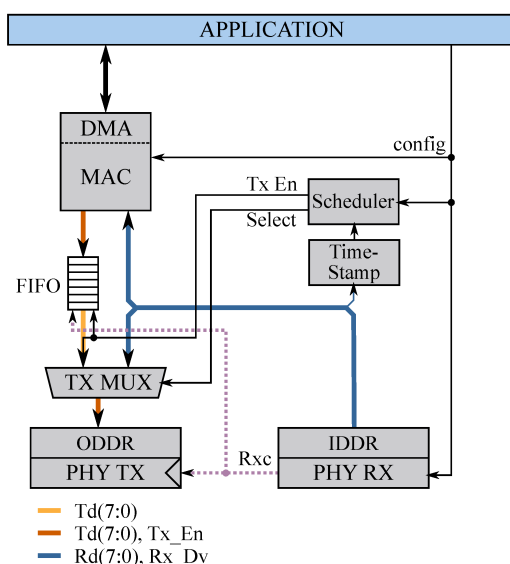 APPLICATION
DMA
config
MAC
Tx En
Scheduler
Select
Time-
Stamp
FIFO
TX MUX
ODDR
IDDR
Rxc
PHY TX
PHY RX
Td(7:0)
Td(7:0), Tx_En
Rd(7:0), Rx_Dv